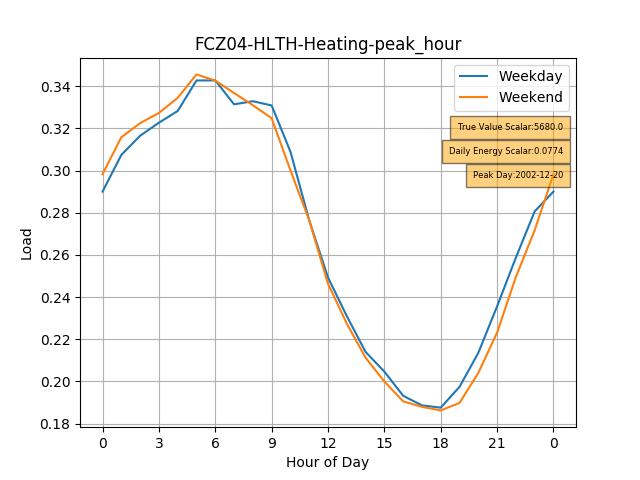 FCZ04-HLTH-Heating-peak_hour
Weekday
Weekend
True Value Scalar:5680.0
Daily Energy Scalar:0.0774
Peak Day:2002-12-20
0.34
0.32
0.30
0.28
0.26
0.24
0.22
0.20
0.18
Load
0 3 6 9 12 15 18 21 0
Hour of Day